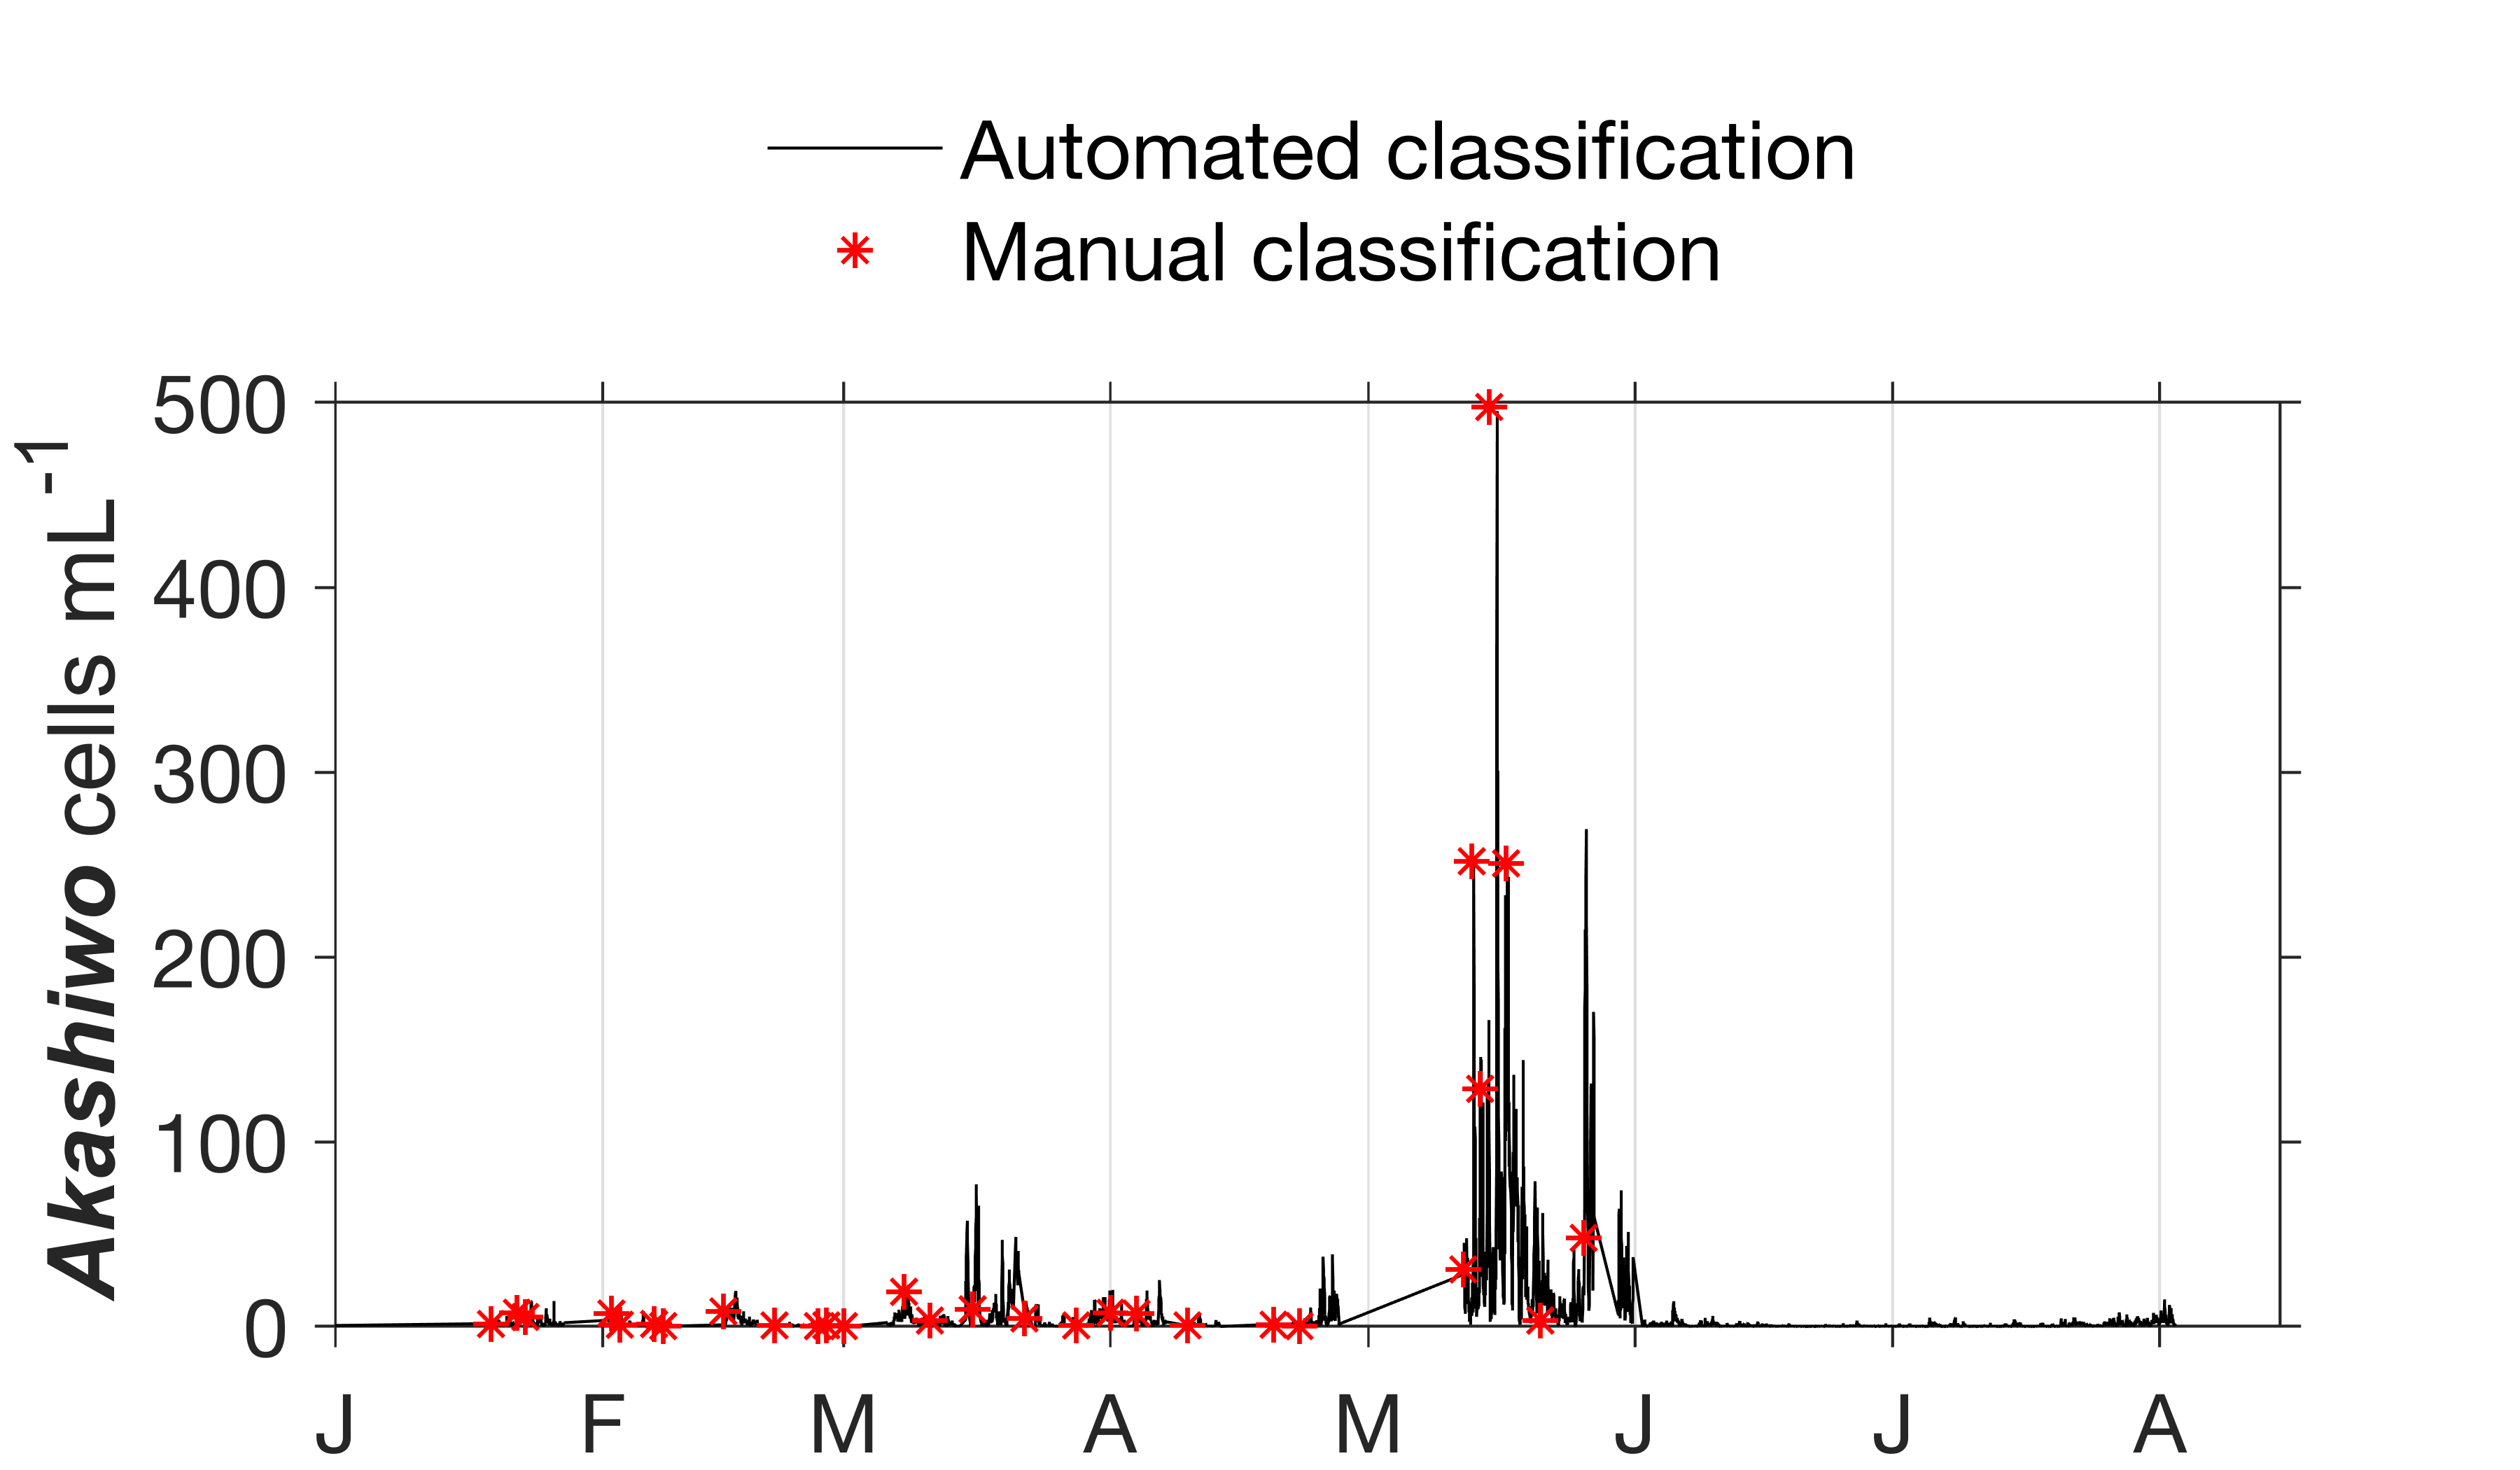 Automated classification
Manual classification
Akashiwo cells mL-1
500
400
300
200
100
0
J F M A M J J A